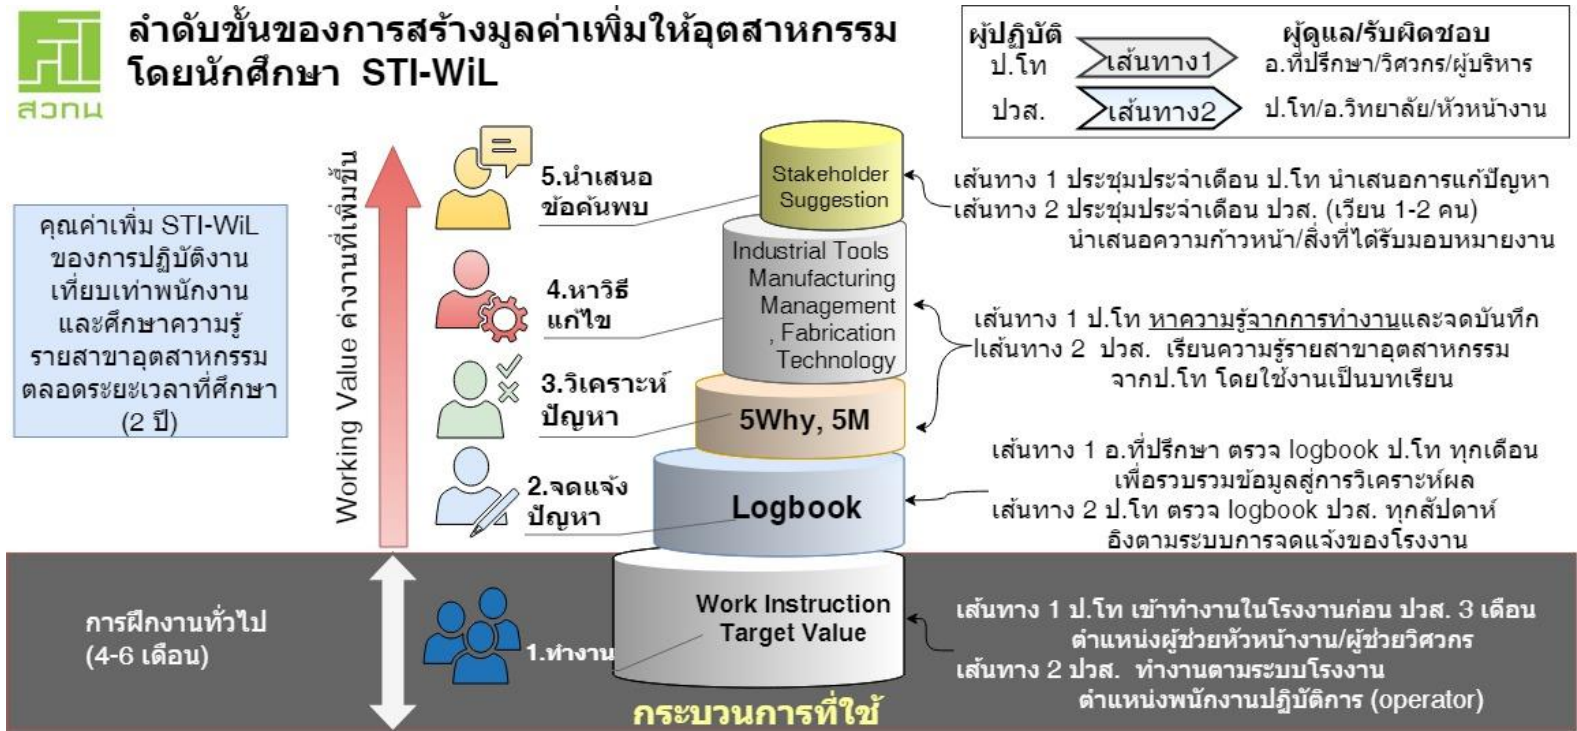 สวทน
ลำดับขั้นของการสร้างมูลค่าเพิ่มให้อุตสาหกรรม
โดยนักศึกษา STI-WiL
ผู้ปฏิบัติ
ป.โท
เส้นทาง1
ผู้ดูแล/รับผิดชอบ
อ.ที่ปรึกษา/วิศวกร/ผู้บริหาร
ปวส.
เส้นทาง2
ป.โท/อ.วิทยาลัย/หัวหน้างาน
คุณค่าเพิ่ม STI-WiL
ของการปฏิบัติงาน
เที่ยบเท่าพนักงาน
และศึกษาความรู้
รายสาขาอุตสาหกรรม
ตลอดระยะเวลาที่ศึกษา
(2 ปี)
Working Value ค่างานที่เพิ่มขึ้น
5.นำเสนอ
ข้อค้นพบ
Stakeholder
Suggestion
เส้นทาง 1 ประชุมประจำเดือน ป.โท นำเสนอการแก้ปัญหา
เส้นทาง 2 ประชุมประจำเดือน ปวส. (เวียน 1-2 คน)
นำเสนอความก้าวหน้า/สิ่งที่ได้รับมอบหมายงาน
4.หาวิธี
แก้ไข
Industrial Tools
Manufacturing
Management
, Fabrication
Technology
เส้นทาง 1 ป.โท หาความรู้จากการทำงานและจดบันทึก
เส้นทาง 2 ปวส. เรียนความรู้รายสาขาอุตสาหกรรม
จากป.โท โดยใช้งานเป็นบทเรียน
3.วิเคราะห์
ปัญหา
5Why, 5M
2.จดแจ้ง
ปัญหา
Logbook
เส้นทาง 1 อ.ที่ปรึกษา ตรวจ logbook ป.โท ทุกเดือน
เพื่อรวบรวมข้อมูลสู่การวิเคราะห์ผล
เส้นทาง 2 ป.โท ตรวจ logbook ปวส. ทุกสัปดาห์
อิงตามระบบการจดแจ้งของโรงงาน
การฝึกงานทั่วไป
(4-6 เดือน)
1.ทำงาน
Work Instruction
Target Value
เส้นทาง 1 ป.โท เข้าทำงานในโรงงานก่อน ปวส. 3 เดือน
ตำแหน่งผู้ช่วยหัวหน้างาน/ผู้ช่วยวิศวกร
เส้นทาง 2 ปวส. ทำงานตามระบบโรงงาน
ตำแหน่งพนักงานปฏิบัติการ (operator)
กระบวนการที่ใช้